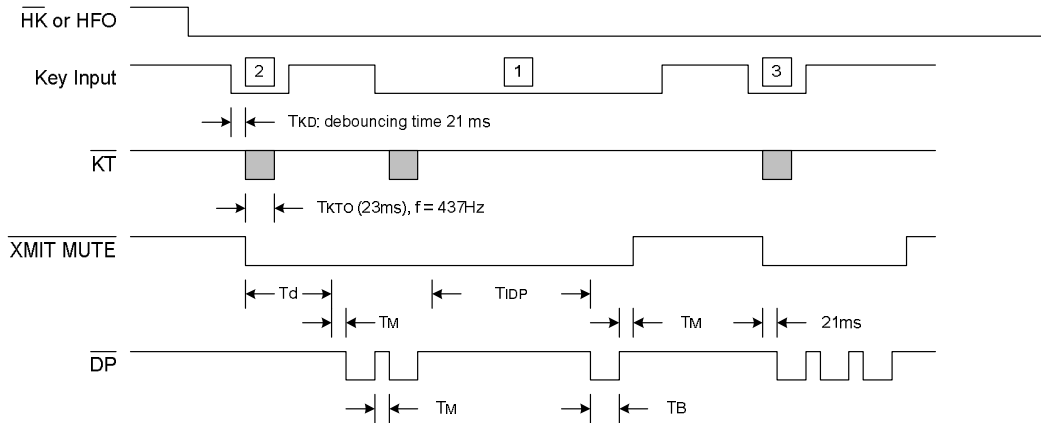 HK or HFO
Key Input
2
1
3
TKD: debouncing time 21 ms
KT
TKTO (23ms), f = 437Hz
XMIT MUTE
Td
TIDP
TM
TM
21ms
DP
TM
TB